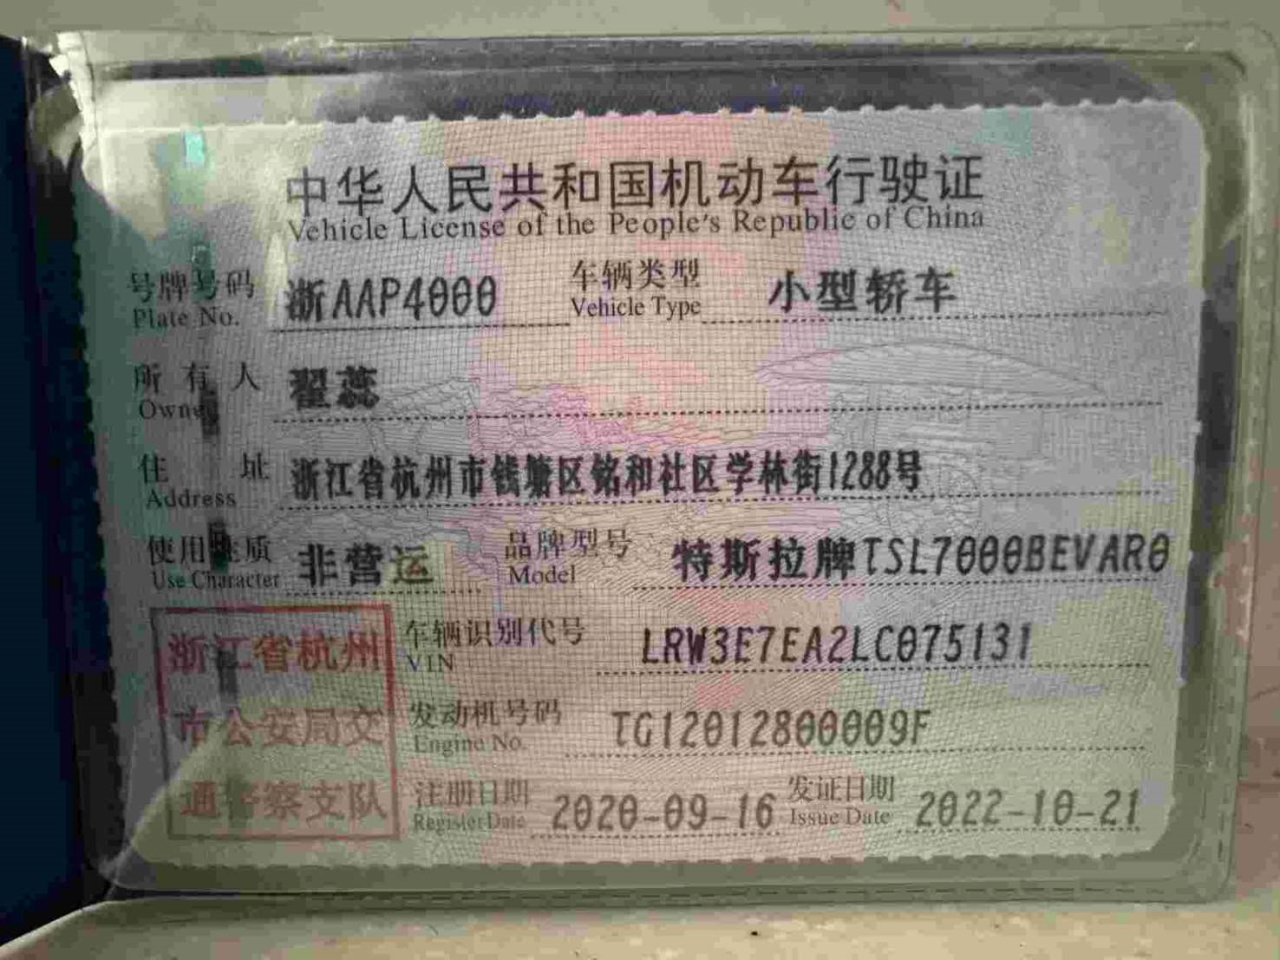 中华人民共和国机动车行驶证
Vehicle License of the People's Republic of China
号牌号码 浙AAP4000 车辆类型 小型轿车
Plate No. Vehicle Type
所有人 翟蕊
Owner
住址 浙江省杭州市钱塘区铭和社区学林街1288号
Address
使用性质 非营运 品牌型号 特斯拉牌TSL7000BEVAR0
Use Character Model
浙江省杭州 车辆识别代号 LRW3E7EA2LC075131
VIN
市公安局交 发动机号码 TG12012800009F
Engine No.
通警察支队 注册日期 2020-09-16 发证日期 2022-10-21
Register Date Issue Date